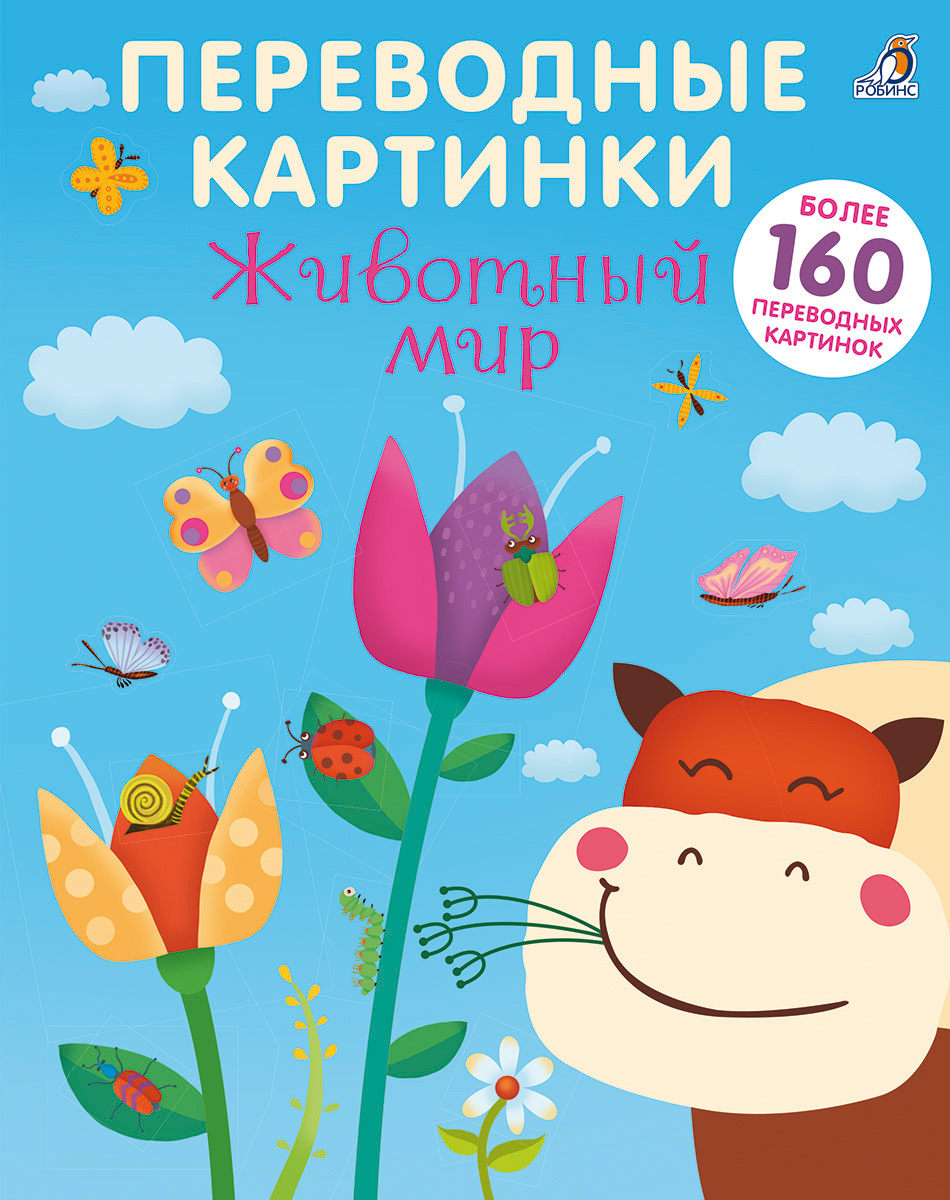 ПЕРЕВОДНЫЕ
КАРТИНКИ
Животный
мир
РОБИНС
БОЛЕЕ
160
ПЕРЕВОДНЫХ
КАРТИНОК